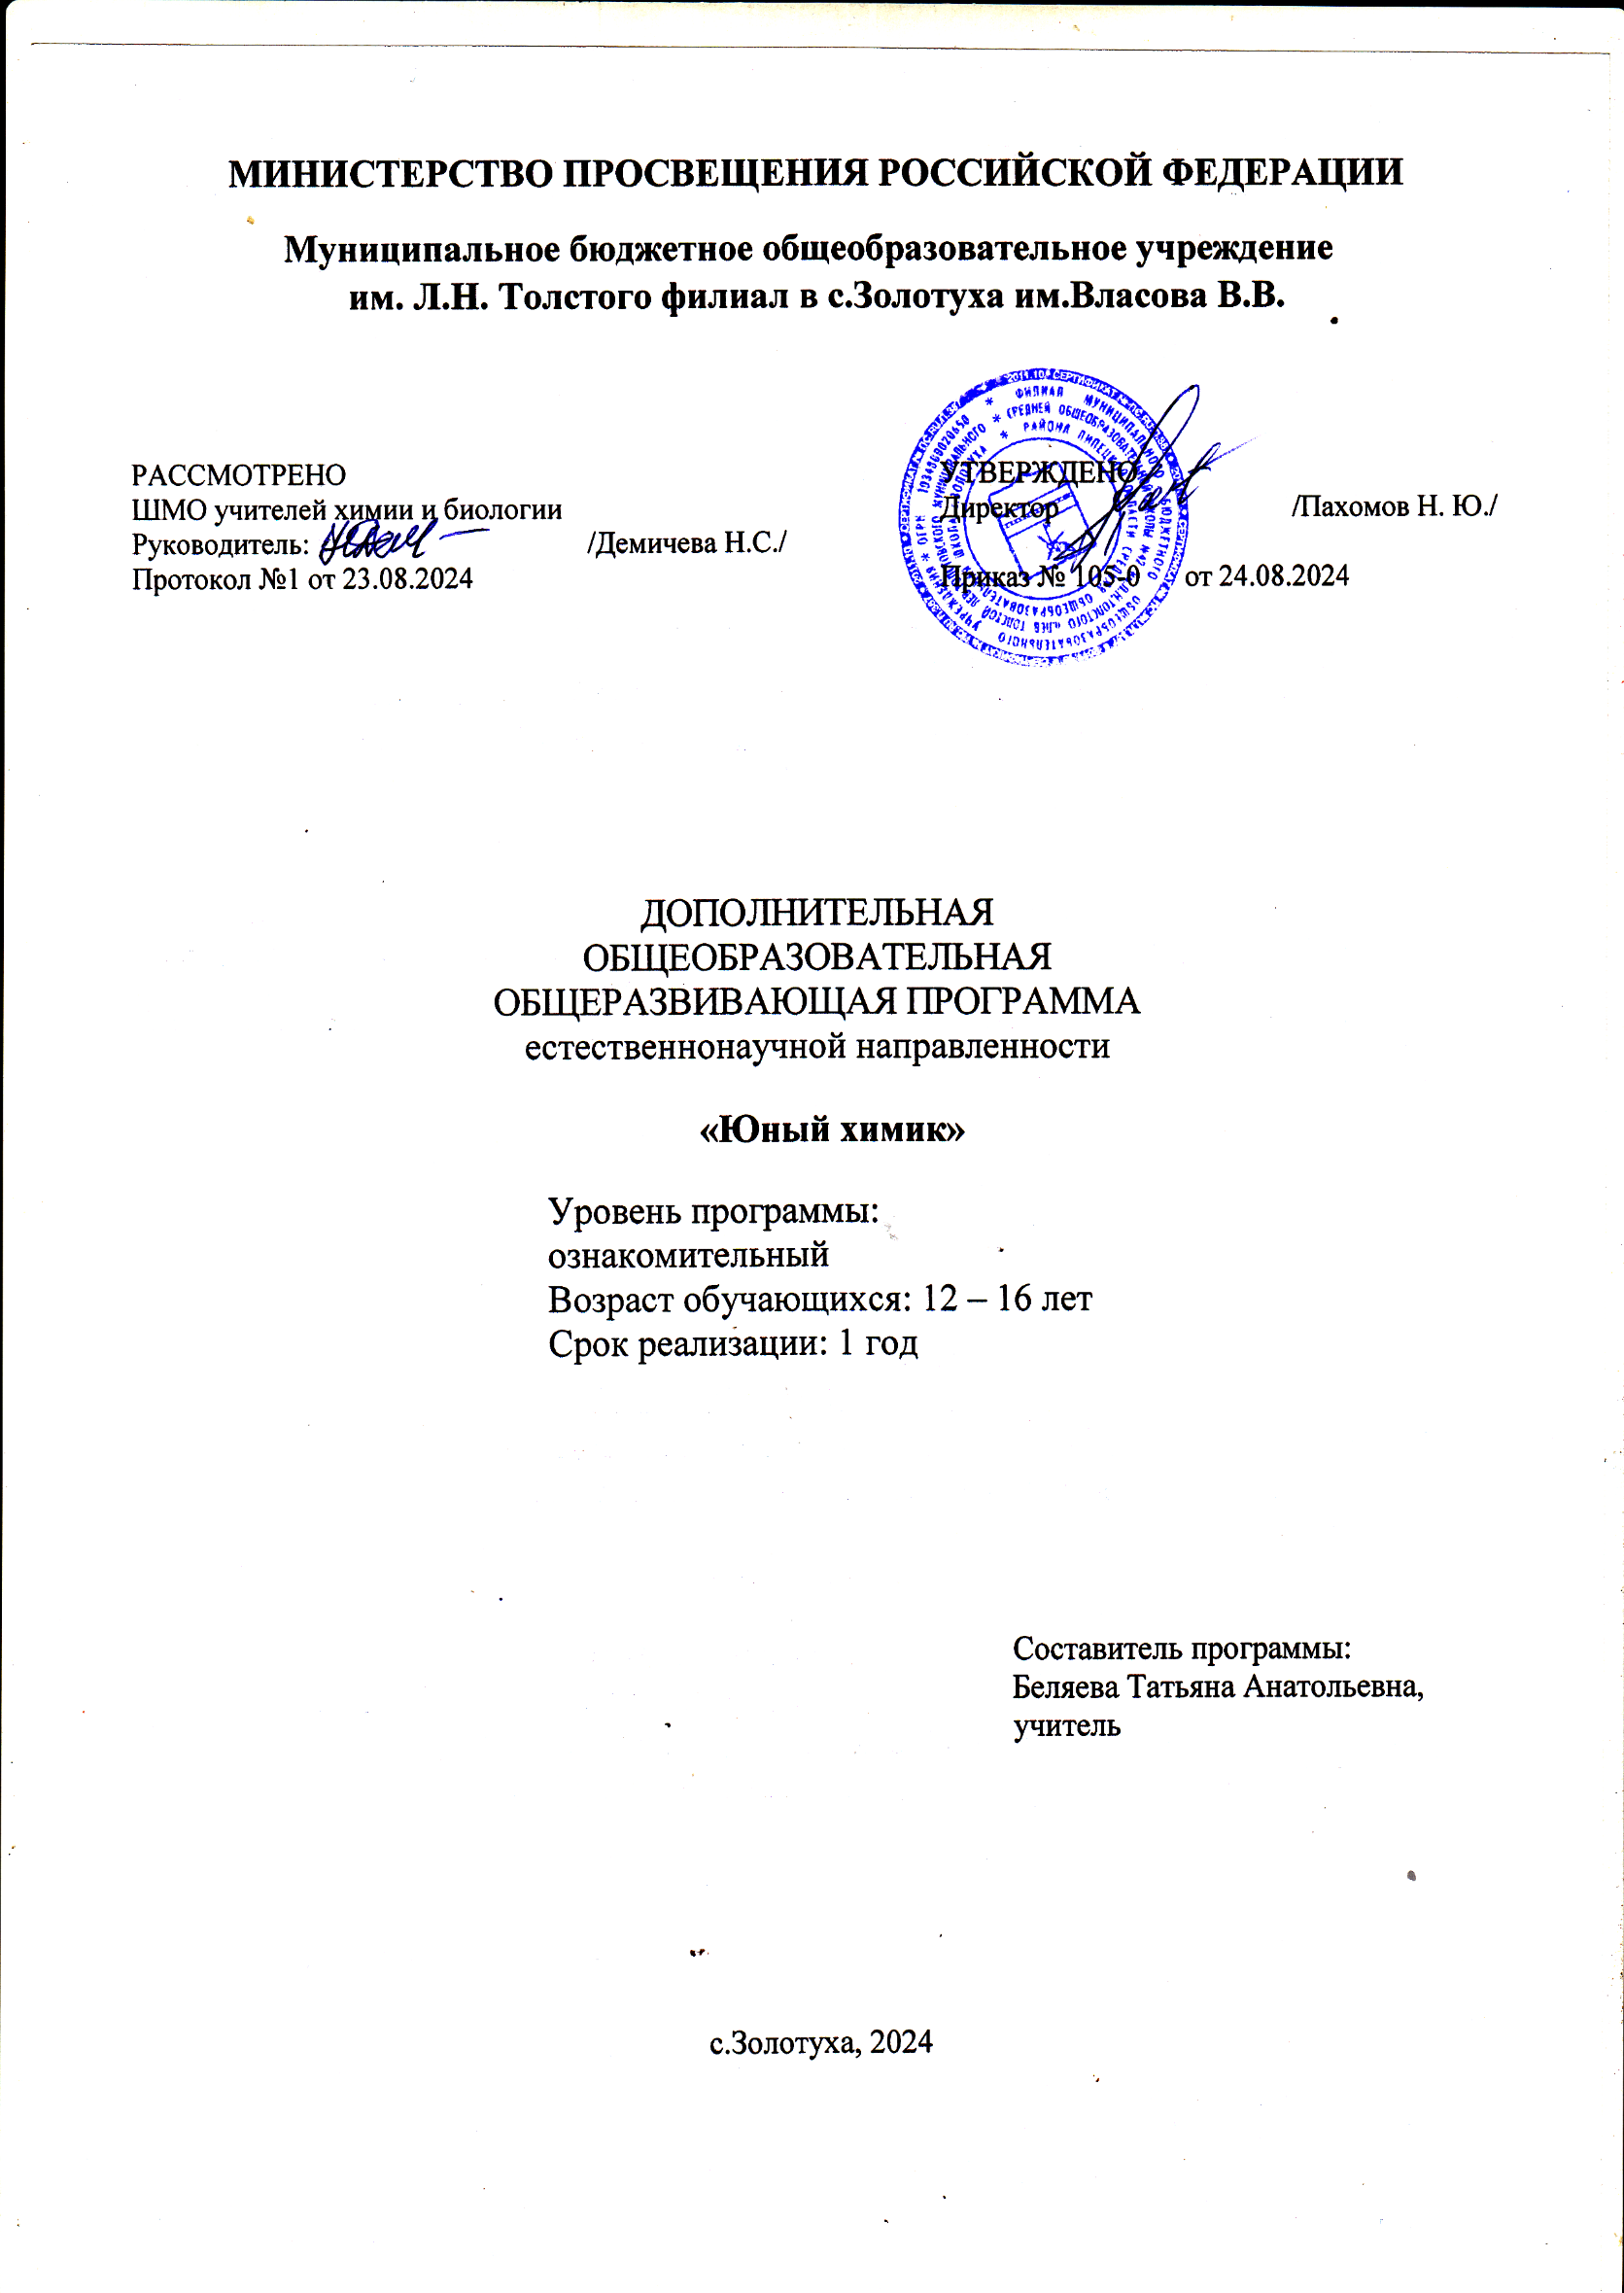 МИНИСТЕРСТВО ПРОСВЕЩЕНИЯ РОССИЙСКОЙ ФЕДЕРАЦИИ
Муниципальное бюджетное общеобразовательное учреждение
им. Л.Н. Толстого филиал в с.Золотуха им.Власова В.В.
РАССМОТРЕНО
ШМО учителей химии и биологии
Руководитель: /Демичева Н.С./
Протокол №1 от 23.08.2024
УТВЕРЖДЕНО
Директор /Пахомов Н. Ю./
Приказ № 105-0 от 24.08.2024
ДОПОЛНИТЕЛЬНАЯ
ОБЩЕОБРАЗОВАТЕЛЬНАЯ
ОБЩЕРАЗВИВАЮЩАЯ ПРОГРАММА
естественнонаучной направленности
«Юный химик»
Уровень программы:
ознакомительный
Возраст обучающихся: 12 – 16 лет
Срок реализации: 1 год
Составитель программы:
Беляева Татьяна Анатольевна,
учитель
с.Золотуха, 2024